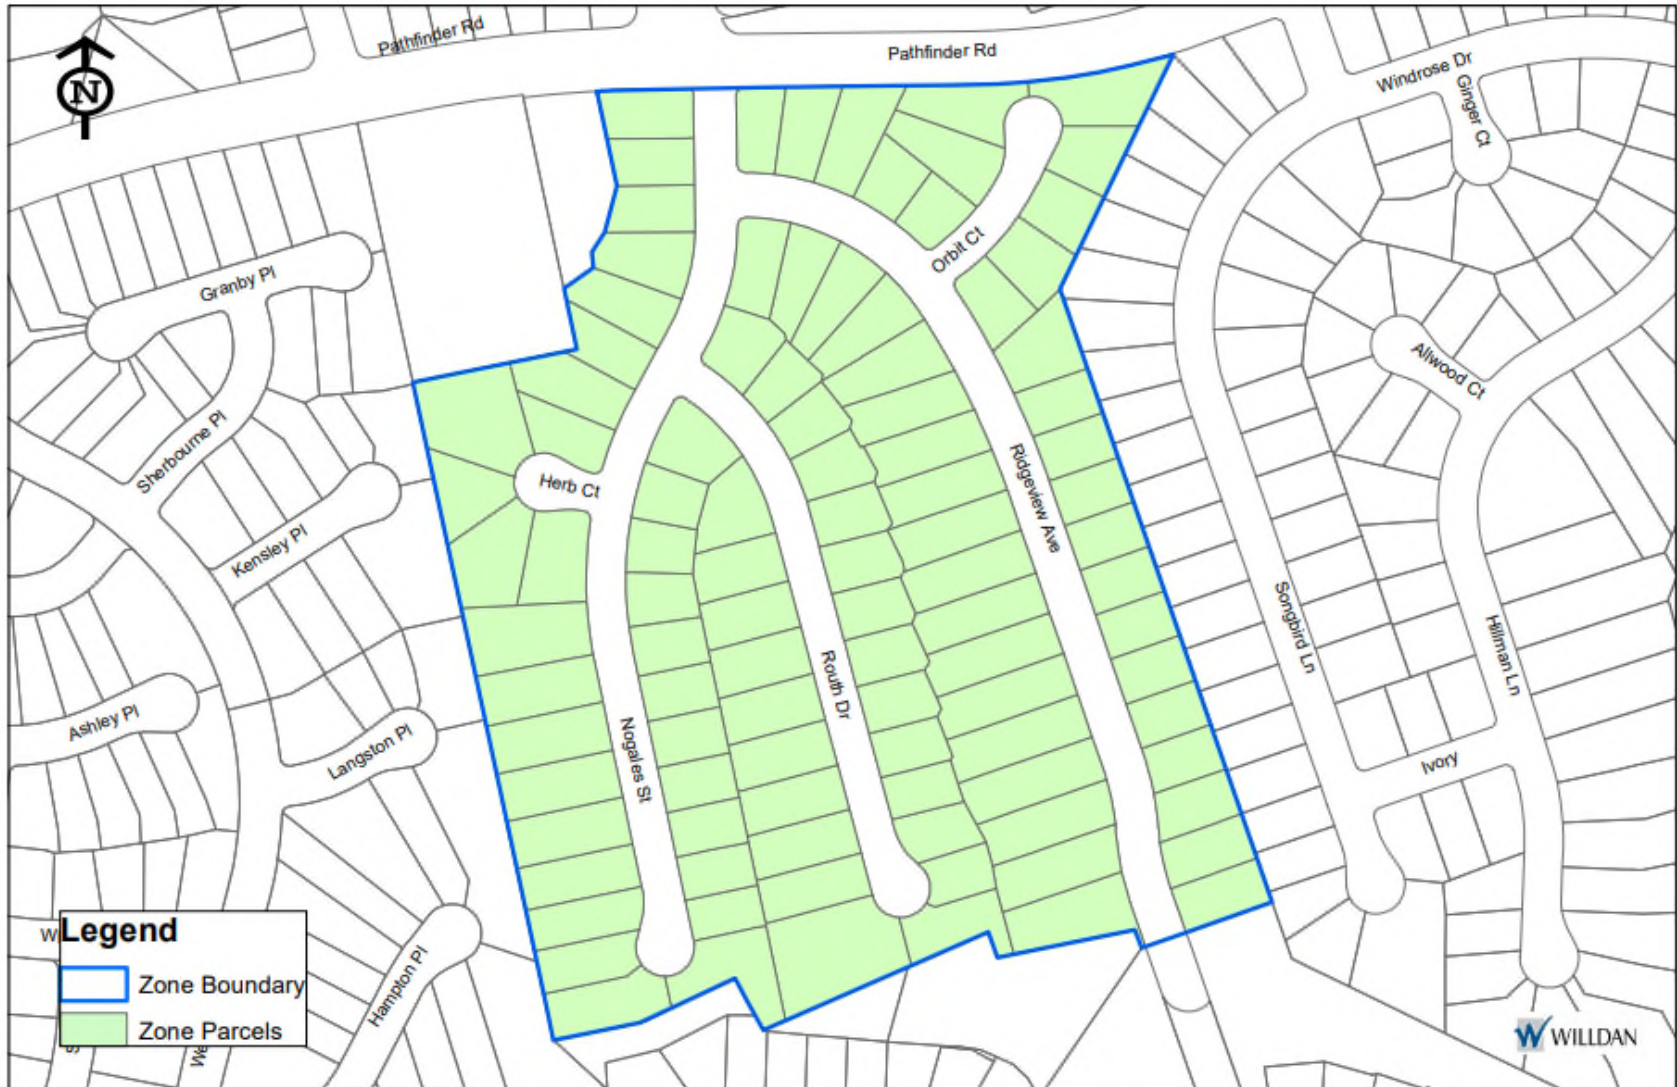 Pathfinder Rd
Pathfinder Rd
Windrose Dr
Ginger Ct
N
Granby Pl
Orbit Ct
Allwood Ct
Sherbourne Pl
Herb Ct
Ridgeview Ave
Kensley Pl
Songbird Ln
Hillman Ln
Routh Dr
Ashley Pl
Langston Pl
Nogales St
Ivory
Legend
Hampton Pl
Zone Boundary
Zone Parcels
WILLDAN